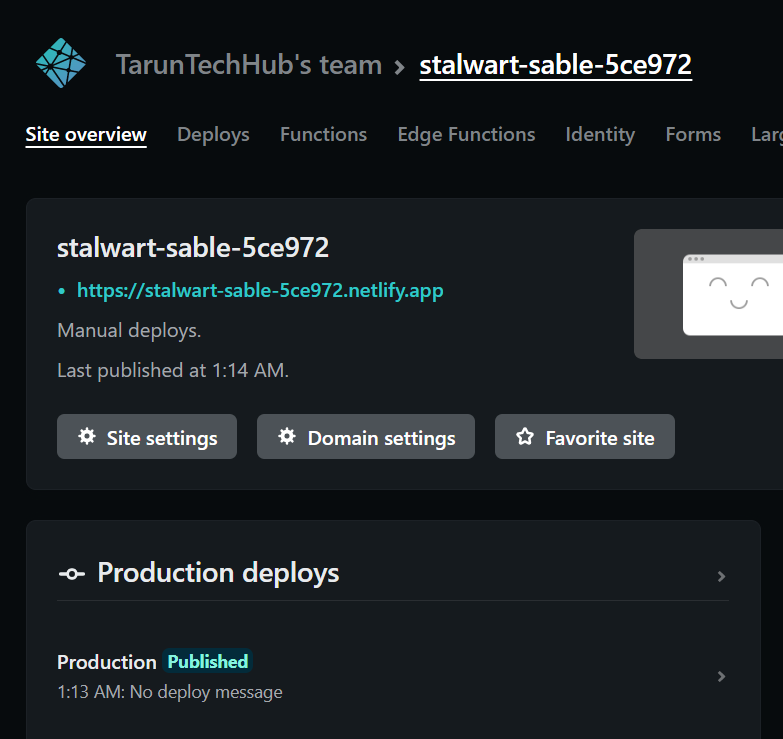 TarunTechHub's team > stalwart-sable-5ce972
Site overview Deploys Functions Edge Functions Identity Forms
stalwart-sable-5ce972
• https://stalwart-sable-5ce972.netlify.app
Manual deploys.
Last published at 1:14 AM.
Site settings Domain settings Favorite site
Production deploys
Production Published
1:13 AM: No deploy message